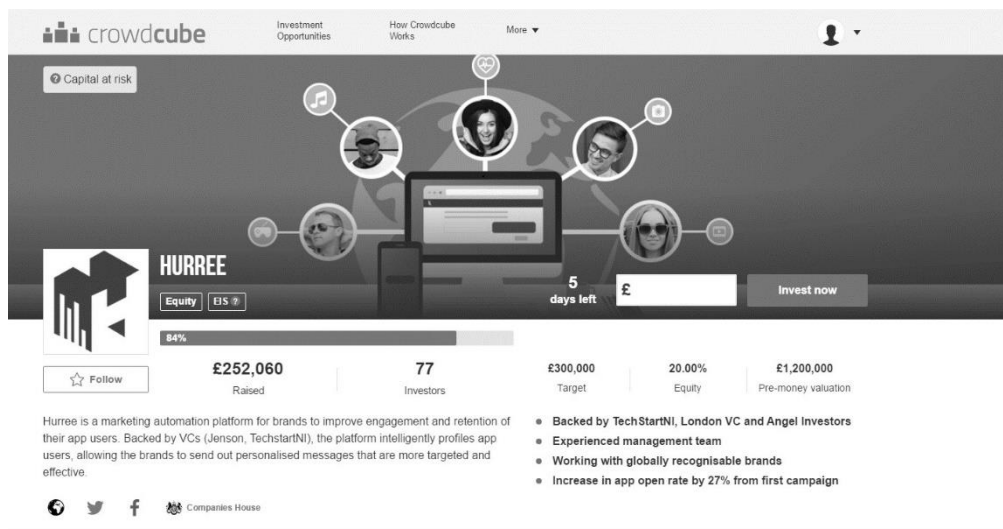 crowdcube
Investment
Opportunities
How Crowdcube
Works
More
Capital at risk
HURREE
Equity
EIS ?
5
days left
£
Invest now
84%
Follow
£252,060
Raised
77
Investors
£300,000
Target
20.00%
Equity
£1,200,000
Pre-money valuation
Hurree is a marketing automation platform for brands to improve engagement and retention of
their app users. Backed by VCs (Jenson, TechstartNI), the platform intelligently profiles app
users, allowing the brands to send out personalised messages that are more targeted and
effective.
Backed by TechStartNI, London VC and Angel Investors
Experienced management team
Working with globally recognisable brands
Increase in app open rate by 27% from first campaign
Companies House